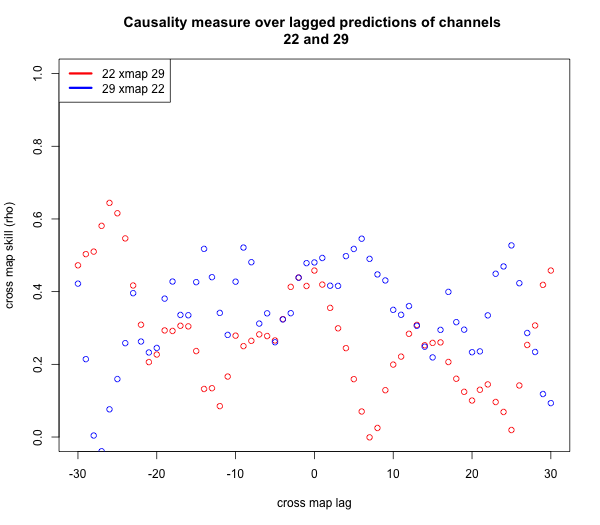 Causality measure over lagged predictions of channels
22 and 29
22 xmap 29
29 xmap 22
cross map skill (rho)
1.0
0.8
0.6
0.4
0.2
0.0
-30 -20 -10 0 10 20 30
cross map lag